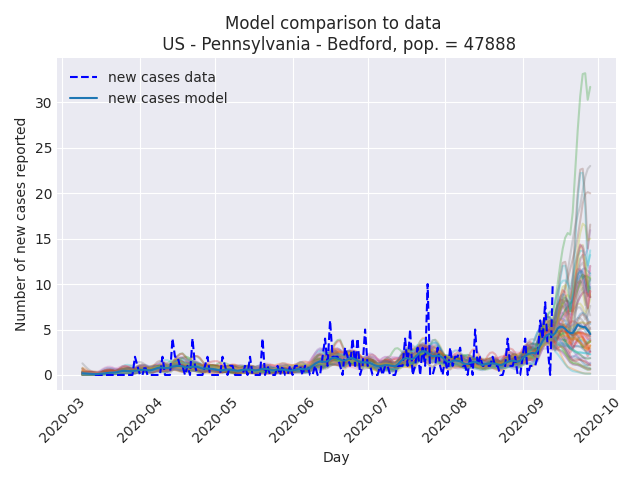 Model comparison to data
US - Pennsylvania - Bedford, pop. = 47888
new cases data
new cases model
Number of new cases reported
30
25
20
15
10
5
0
2020-03
2020-04
2020-05
2020-06
2020-07
2020-08
2020-09
2020-10
Day